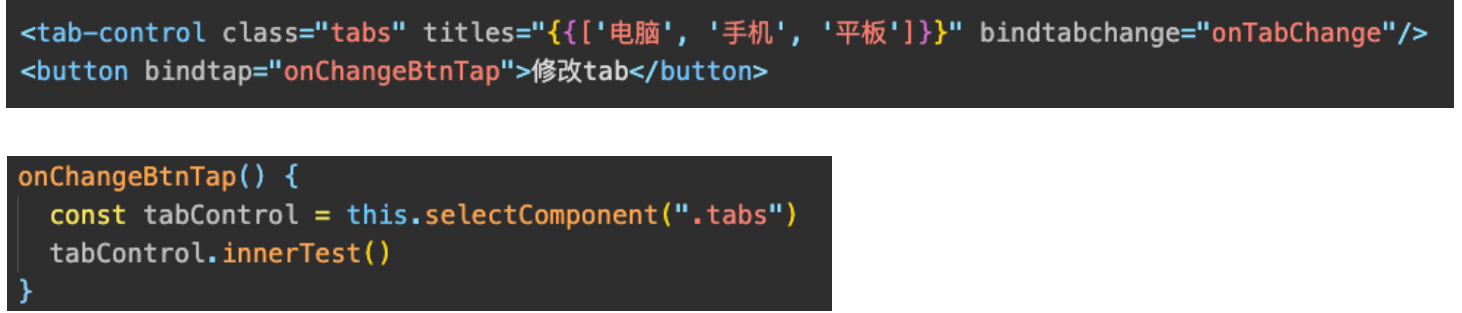 <tab-control class="tabs" titles="{{['电脑', '手机', '平板']}}" bindtabchange="onTabChange"/>
<button bindtap="onChangeBtnTap">修改tab</button>
onChangeBtnTap() {
const tabControl = this.selectComponent(".tabs")
tabControl.innerTest()
}